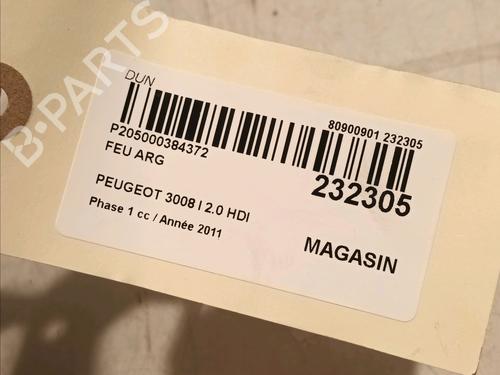 B-PARTS
DUN
80900901 232305
P205000384372
FEU ARG
232305
PEUGEOT 3008 I 2.0 HDI
Phase 1 cc / Année 2011
MAGASIN